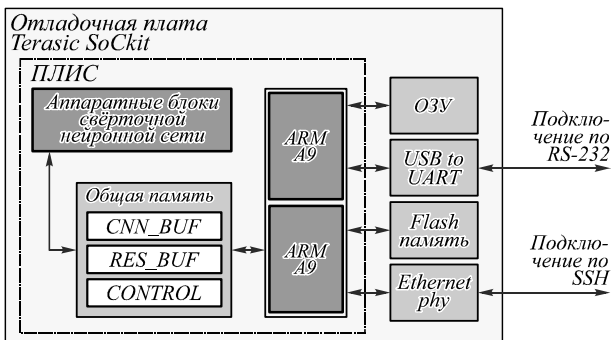 Отладочная плата
Terasic SoCkit
ПЛИС
Аппаратные блоки
свёрточной
нейронной сети
Общая память
CNN_BUF
RES_BUF
CONTROL
ARM
A9
ARM
A9
ОЗУ
USB to
UART
Flash
память
Ethernet
phy
Подклю-
чение по
RS-232
Подклю-
чение по
SSH